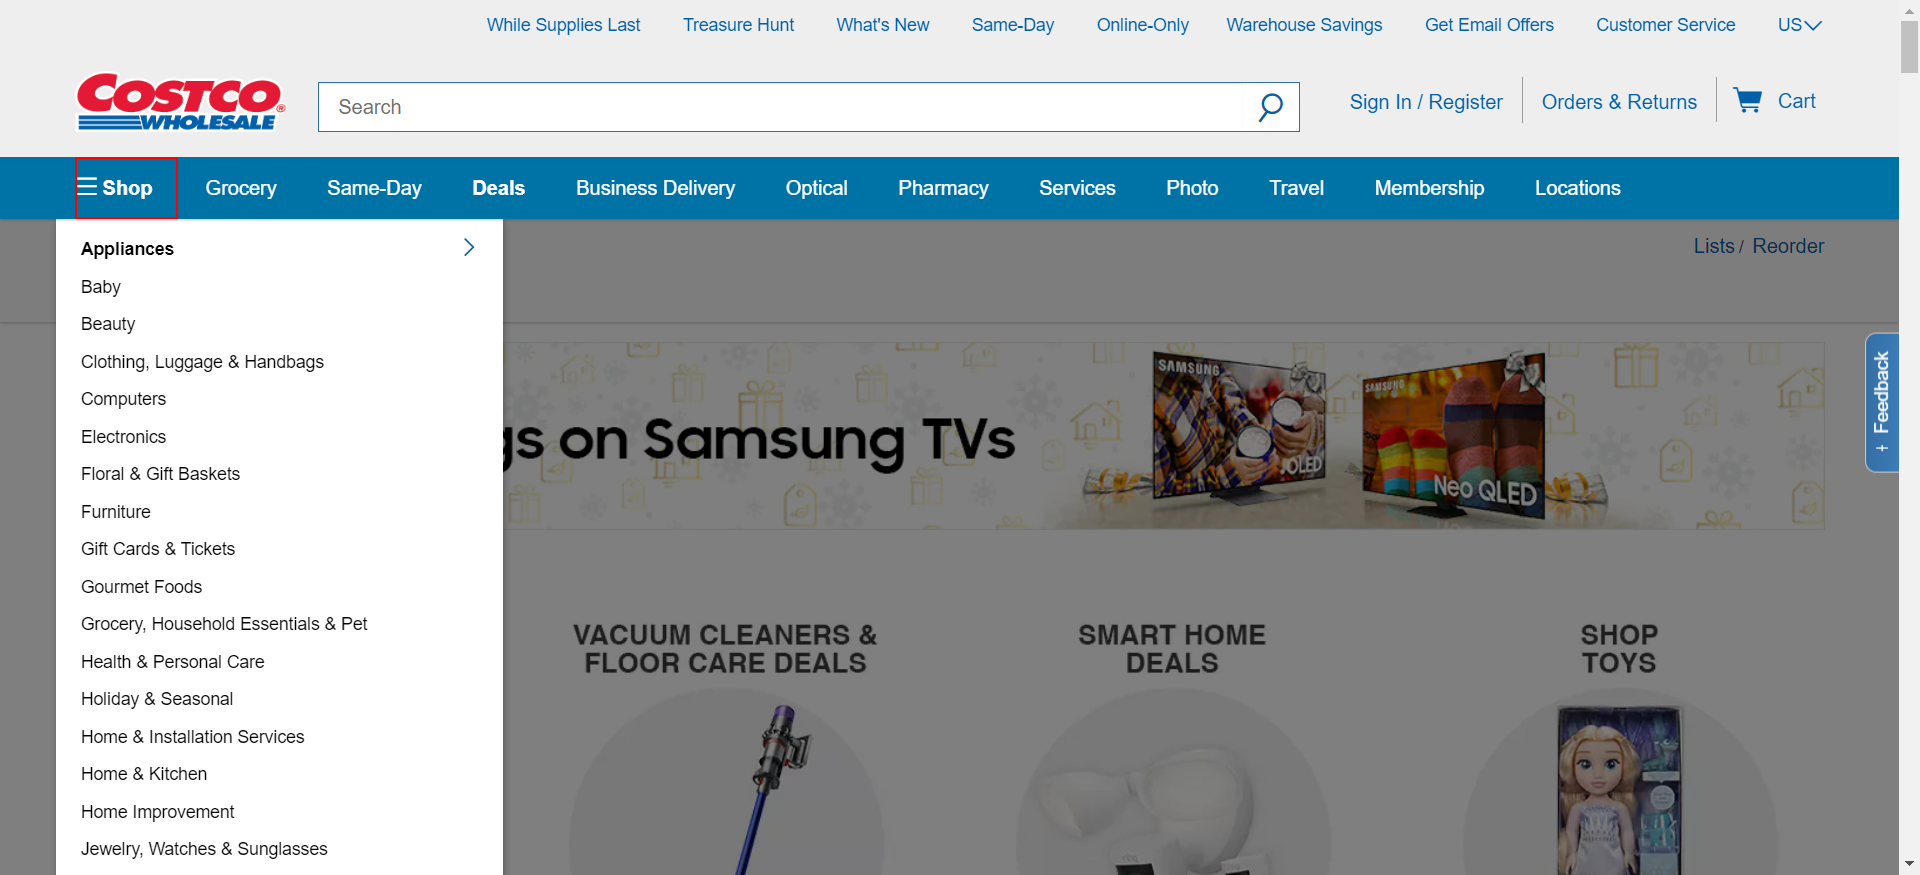 While Supplies Last Treasure Hunt What's New Same-Day Online-Only Warehouse Savings Get Email Offers Customer Service US
COSTCO®
WHOLESALE
Search
Sign In / Register Orders & Returns Cart
Shop Grocery Same-Day Deals Business Delivery Optical Pharmacy Services Photo Travel Membership Locations
Lists / Reorder
Appliances
Baby
Beauty
Clothing, Luggage & Handbags
Computers
Electronics
Floral & Gift Baskets
Furniture
Gift Cards & Tickets
Gourmet Foods
Grocery, Household Essentials & Pet
Health & Personal Care
Holiday & Seasonal
Home & Installation Services
Home & Kitchen
Home Improvement
Jewelry, Watches & Sunglasses
gs on Samsung TVs
SAMSUNG
OLED
SAMSUNG
Neo QLED
+ Feedback
VACUUM CLEANERS &
FLOOR CARE DEALS
SMART HOME
DEALS
SHOP
TOYS